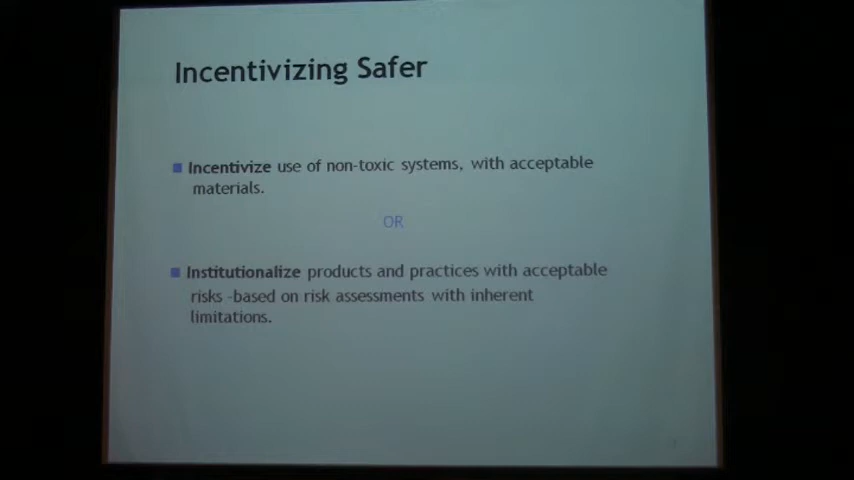 Incentivizing Safer
Incentivize use of non-toxic systems, with acceptable
materials.
OR
Institutionalize products and practices with acceptable
risks -based on risk assessments with inherent
limitations.